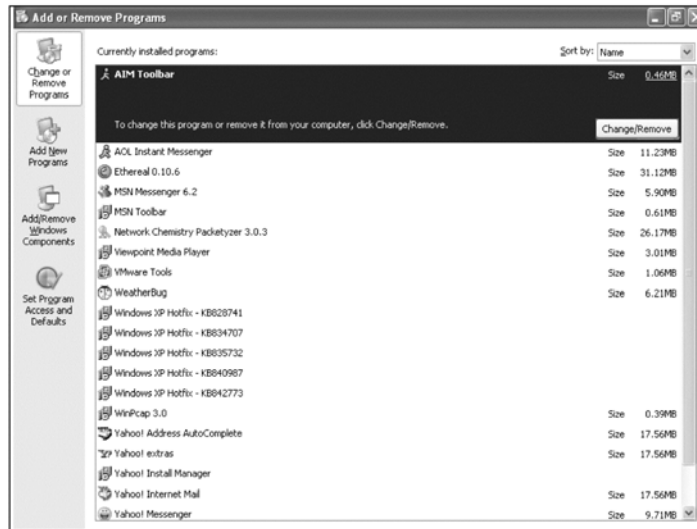 Add or Remove Programs
Change or
Remove
Programs
Add New
Programs
Add/Remove
Windows
Components
Set Program
Access and
Defaults
Currently installed programs:
Sort by: Name
AIM Toolbar Size 0.46MB
To change this program or remove it from your computer, click Change/Remove.
Change/Remove
AOL Instant Messenger Size 11.23MB
Ethereal 0.10.6 Size 31.12MB
MSN Messenger 6.2 Size 5.90MB
MSN Toolbar Size 0.61MB
Network Chemistry Packetyzer 3.0.3 Size 26.17MB
Viewpoint Media Player Size 3.01MB
VMware Tools Size 1.06MB
WeatherBug Size 6.21MB
Windows XP Hotfix - KB828741
Windows XP Hotfix - KB834707
Windows XP Hotfix - KB835732
Windows XP Hotfix - KB840987
Windows XP Hotfix - KB842773
WinPcap 3.0 Size 0.39MB
Yahoo! Address AutoComplete Size 17.56MB
Yahoo! extras Size 17.56MB
Yahoo! Install Manager
Yahoo! Internet Mail Size 17.56MB
Yahoo! Messenger Size 9.71MB